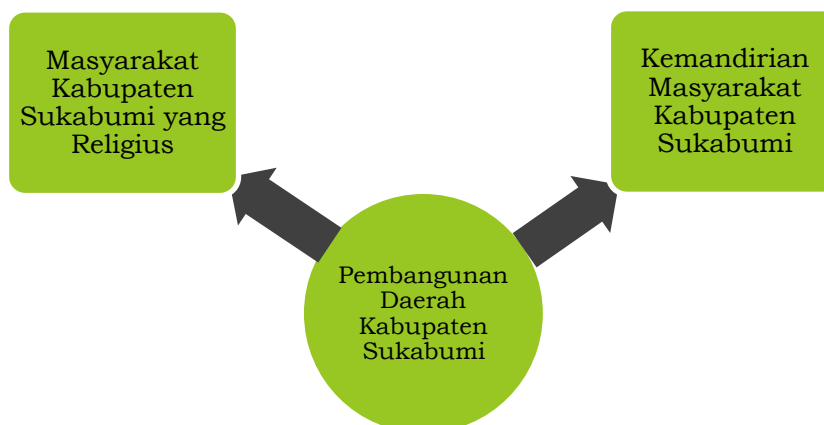 Masyarakat
Kabupaten
Sukabumi yang
Religius
Kemandirian
Masyarakat
Kabupaten
Sukabumi
Pembangunan
Daerah
Kabupaten
Sukabumi